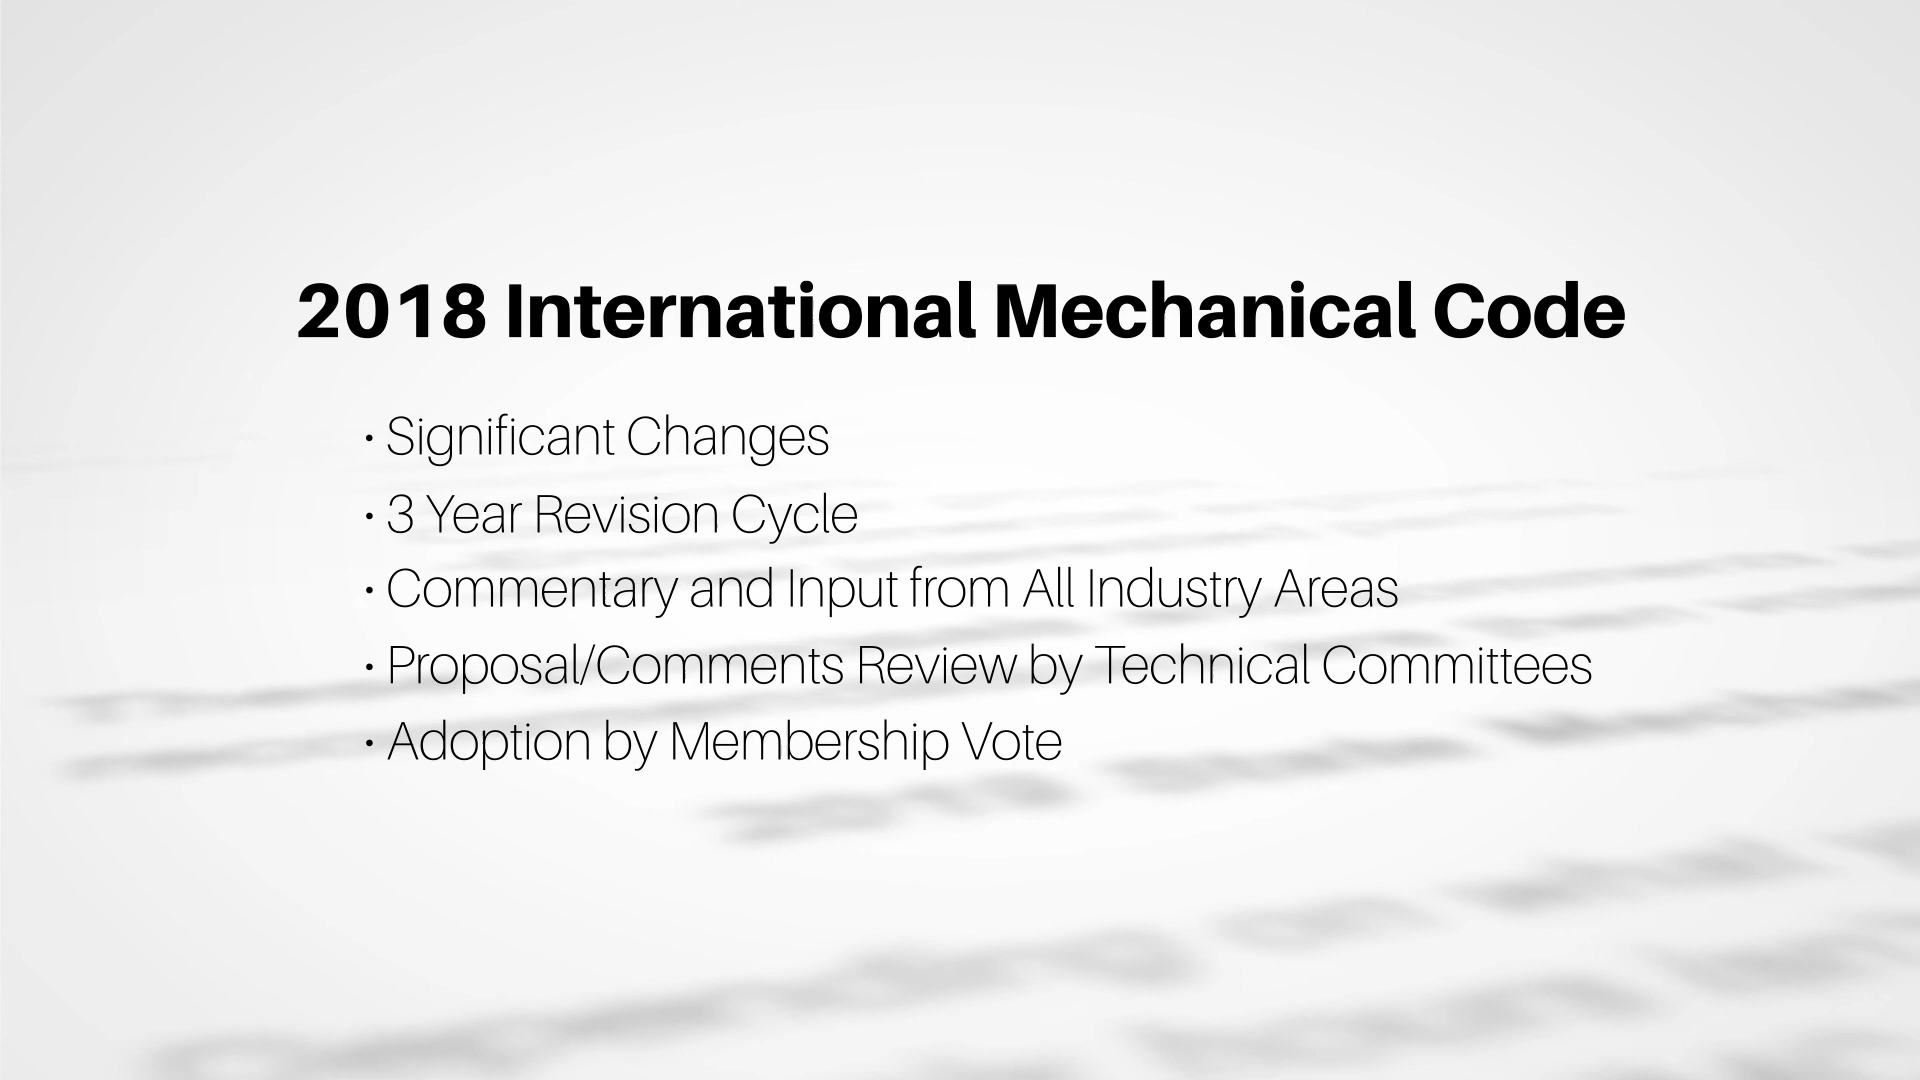 2018 International Mechanical Code
• Significant Changes
• 3 Year Revision Cycle
• Commentary and Input from All Industry Areas
• Proposal/Comments Review by Technical Committees
• Adoption by Membership Vote